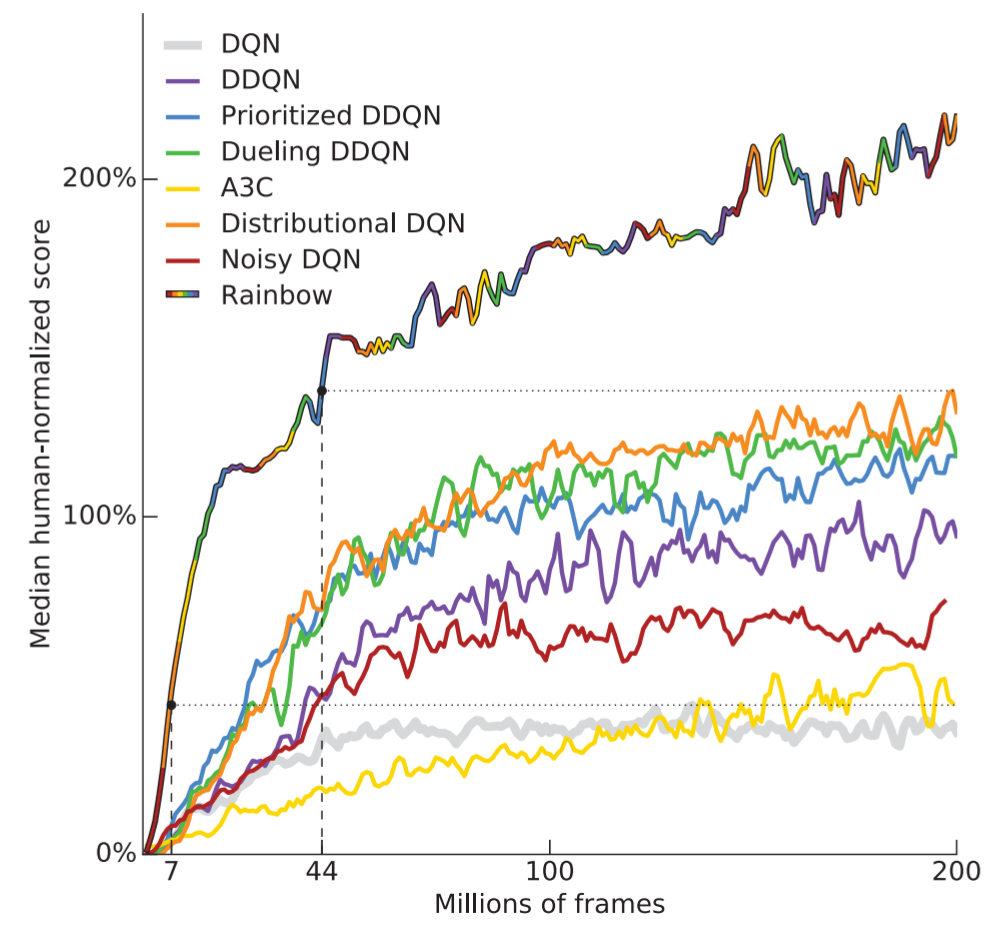 DQN
DDQN
Prioritized DDQN
Dueling DDQN
A3C
Distributional DQN
Noisy DQN
Rainbow
Median human-normalized score
200%
100%
0%
7
44
100
200
Millions of frames